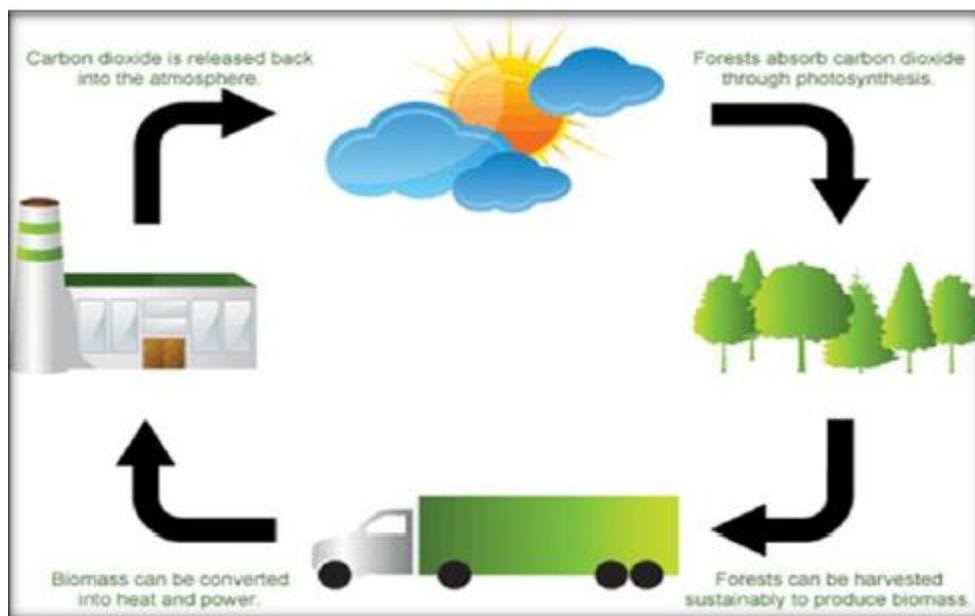 Carbon dioxide is released back
into the atmosphere.
Forests absorb carbon dioxide
through photosynthesis.
Biomass can be converted
into heat and power.
Forests can be harvested
sustainably to produce biomass.